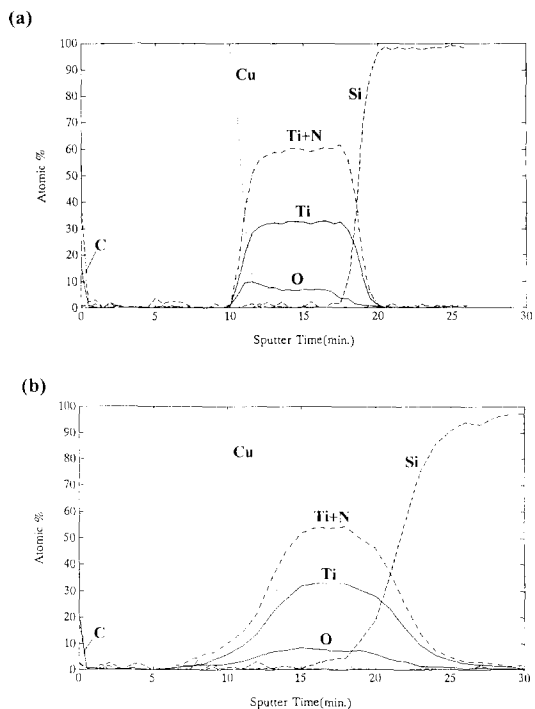 (a)
100
90
80
70
60
50
40
30
20
10
0
Atomic %
Cu
Si
Ti+N
Ti
C
O
0 5 10 15 20 25 30
Sputter Time(min.)
(b)
100
90
80
70
60
50
40
30
20
10
0
Atomic %
Cu
Si
Ti+N
Ti
C
O
0 5 10 15 20 25 30
Sputter Time(min.)